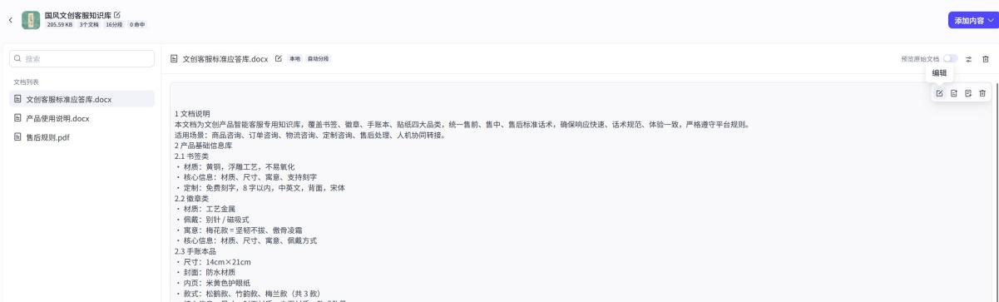 国风文创客服知识库
205.59 KB 3个文档 16分段 0 命中
添加内容
搜索
文档列表
文创客服标准应答库.docx
产品使用说明.docx
售后规则.pdf
文创客服标准应答库.docx 本地 自动分段
预览原始文档
编辑
1 文档说明
本文档为文创产品智能客服专用知识库，覆盖书签、徽章、手账本、贴纸四大品类，统一售前、售中、售后标准话术，确保响应快速、话术规范、体验一致，严格遵守平台规则。
适用场景：商品咨询、订单咨询、物流咨询、定制咨询、售后处理、人机协同转接。
2 产品基础信息库
2.1 书签类
• 材质：黄铜，浮雕工艺，不易氧化
• 核心信息：材质、尺寸、寓意、支持刻字
• 定制：免费刻字，8 字以内，中英文，背面，宋体
2.2 徽章类
• 材质：工艺金属
• 佩戴：别针 / 磁吸式
• 寓意：梅花款 = 坚韧不拔、傲骨凌霜
• 核心信息：材质、尺寸、寓意、佩戴方式
2.3 手账本品
• 尺寸：14cm×21cm
• 封面：防水材质
• 内页：米黄色护眼纸
• 款式：松鹤款、竹韵款、梅兰款（共 3 款）